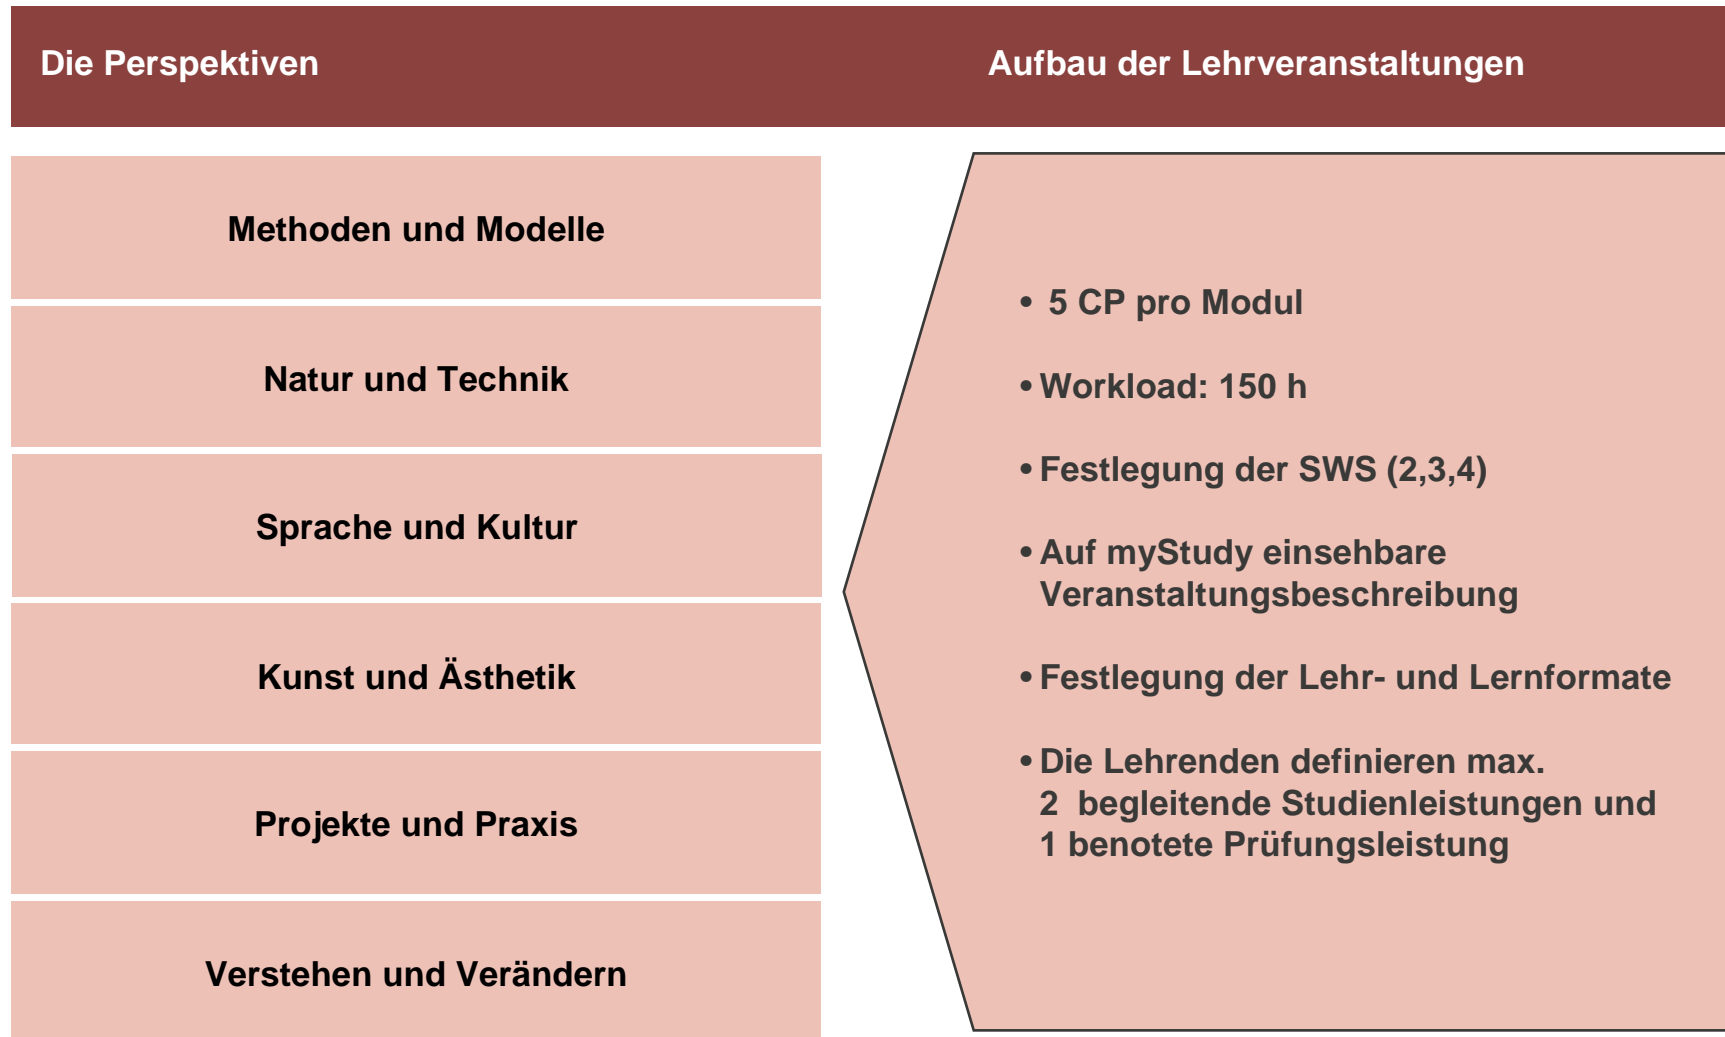 Die Perspektiven
Aufbau der Lehrveranstaltungen
Methoden und Modelle
Natur und Technik
Sprache und Kultur
Kunst und Ästhetik
Projekte und Praxis
Verstehen und Verändern
• 5 CP pro Modul
• Workload: 150 h
• Festlegung der SWS (2,3,4)
• Auf myStudy einsehbare
Veranstaltungsbeschreibung
• Festlegung der Lehr- und Lernformate
• Die Lehrenden definieren max.
2 begleitende Studienleistungen und
1 benotete Prüfungsleistung